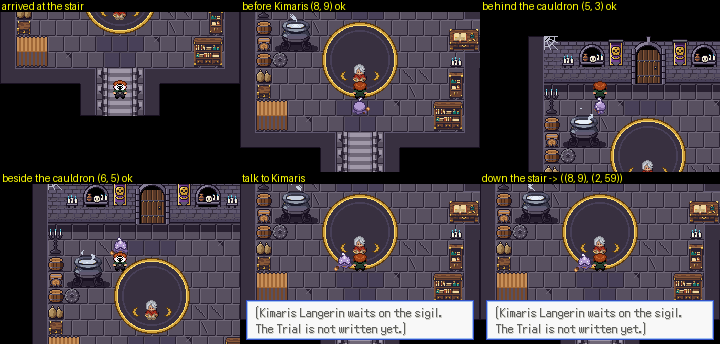 arrived at the stair
before Kimaris (8, 9) ok
behind the cauldron (5, 3) ok
beside the cauldron (6, 5) ok
talk to Kimaris
down the stair -> ((8, 9), (2, 59))
(Kimaris Langerin waits on the sigil.
The Trial is not written yet.)
(Kimaris Langerin waits on the sigil.
The Trial is not written yet.)